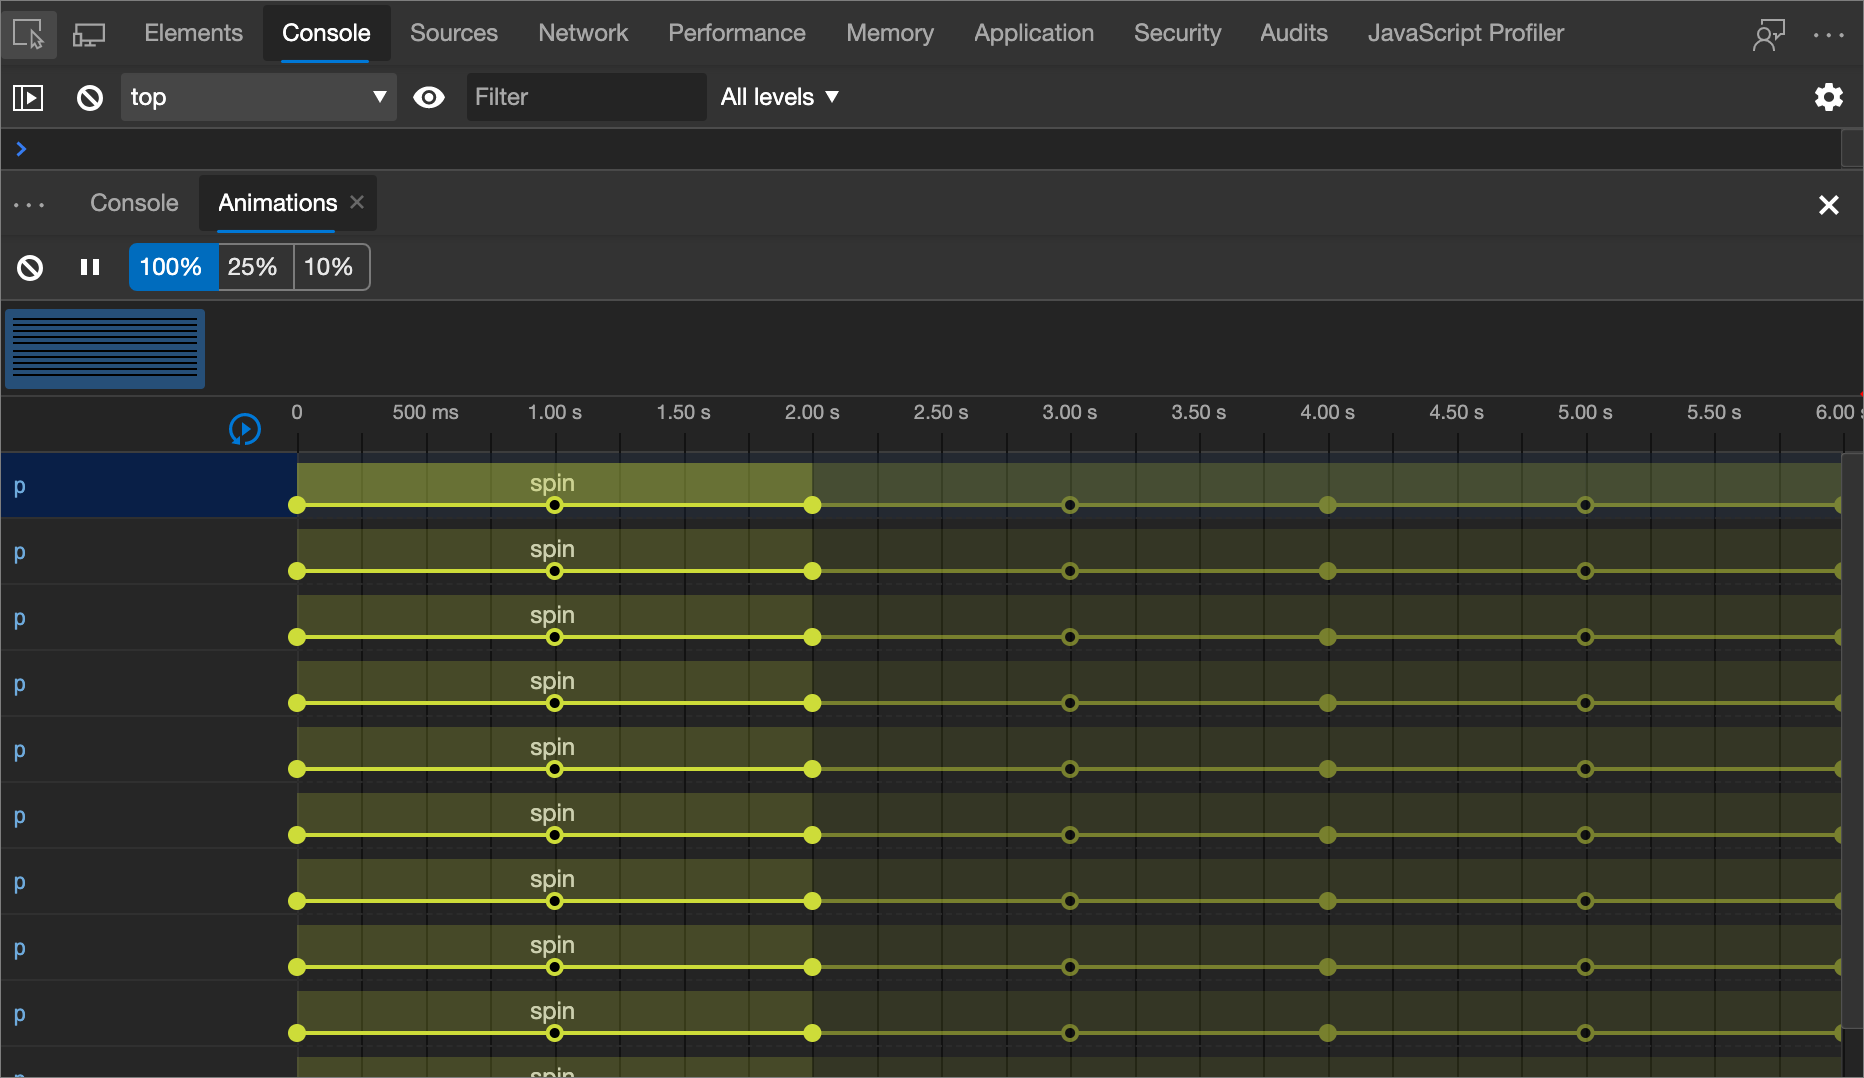 Elements Console Sources Network Performance Memory Application Security Audits JavaScript Profiler
top Filter All levels
Console Animations
100% 25% 10%
0 500 ms 1.00 s 1.50 s 2.00 s 2.50 s 3.00 s 3.50 s 4.00 s 4.50 s 5.00 s 5.50 s 6.00 s
p spin
p spin
p spin
p spin
p spin
p spin
p spin
p spin
p spin
p spin